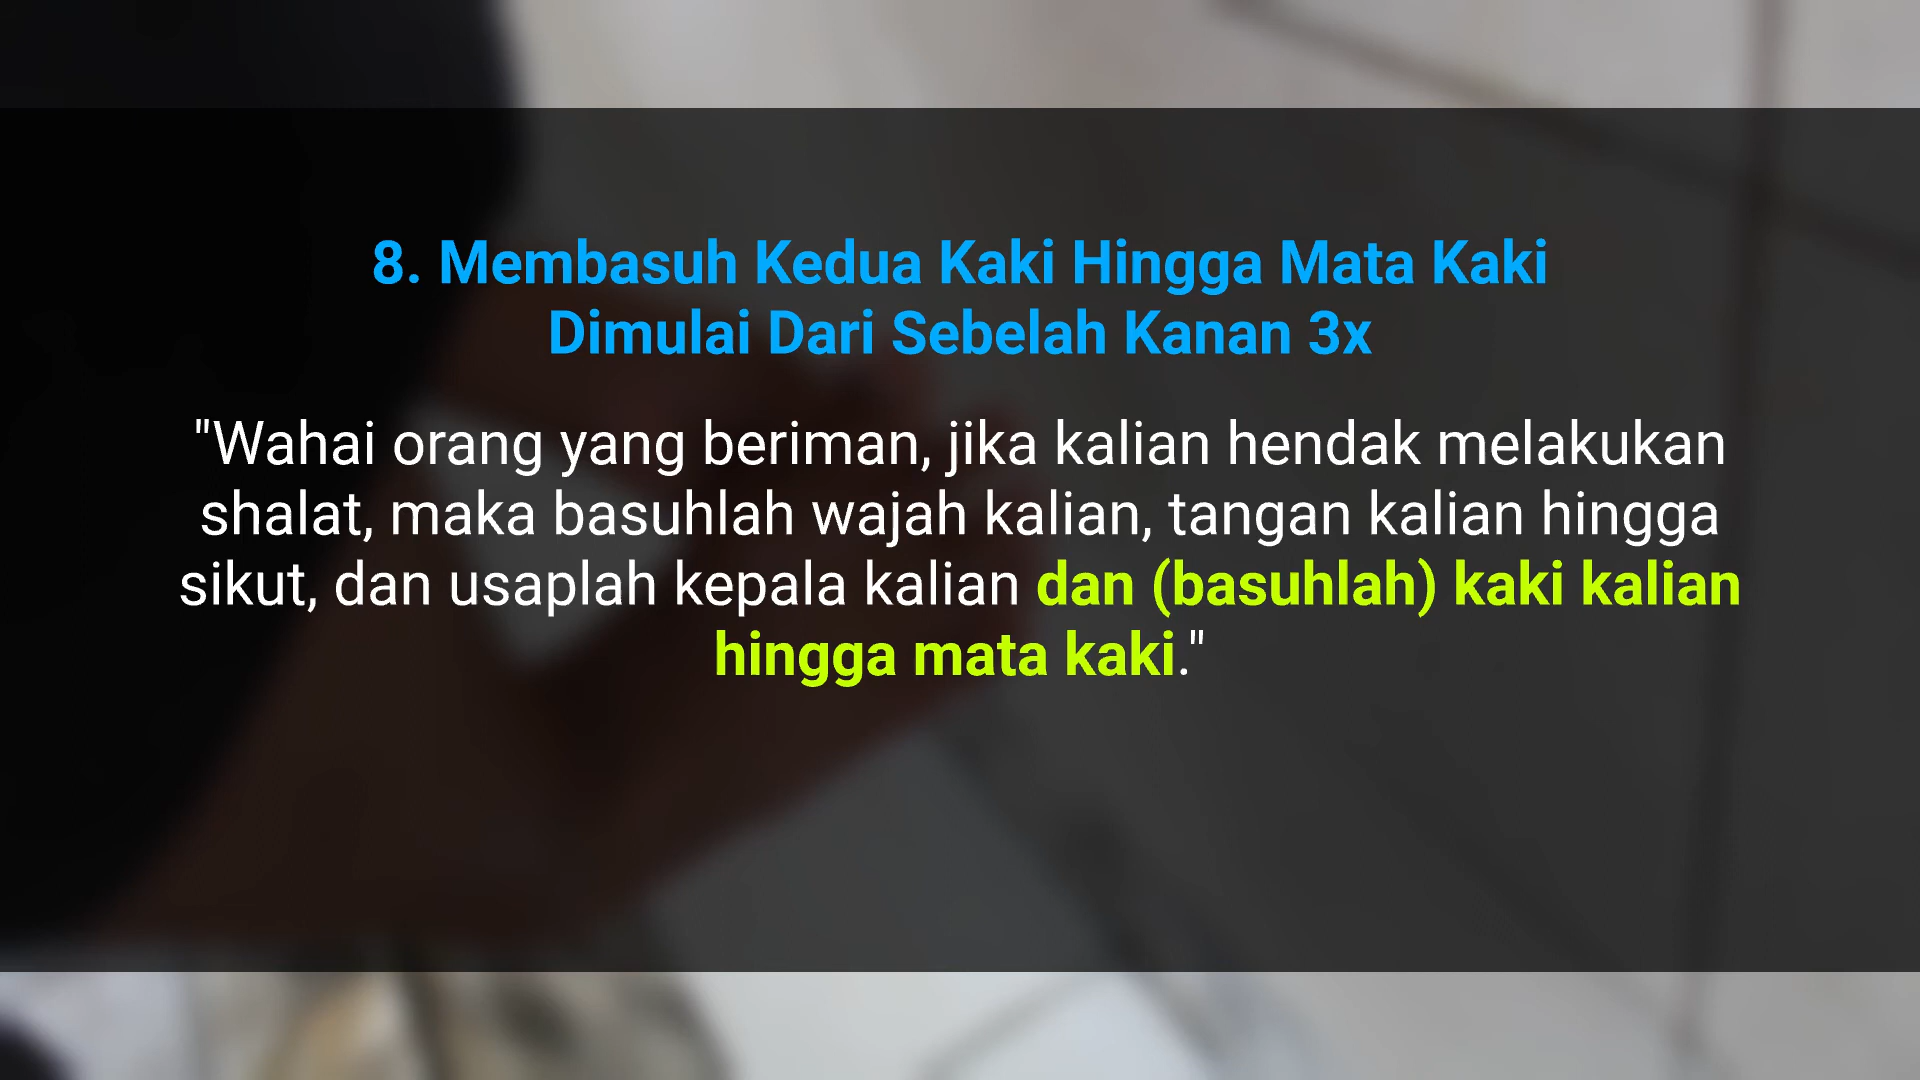 8. Membasuh Kedua Kaki Hingga Mata Kaki
Dimulai Dari Sebelah Kanan 3x
"Wahai orang yang beriman, jika kalian hendak melakukan
shalat, maka basuhlah wajah kalian, tangan kalian hingga
sikut, dan usaplah kepala kalian dan (basuhlah) kaki kalian
hingga mata kaki."